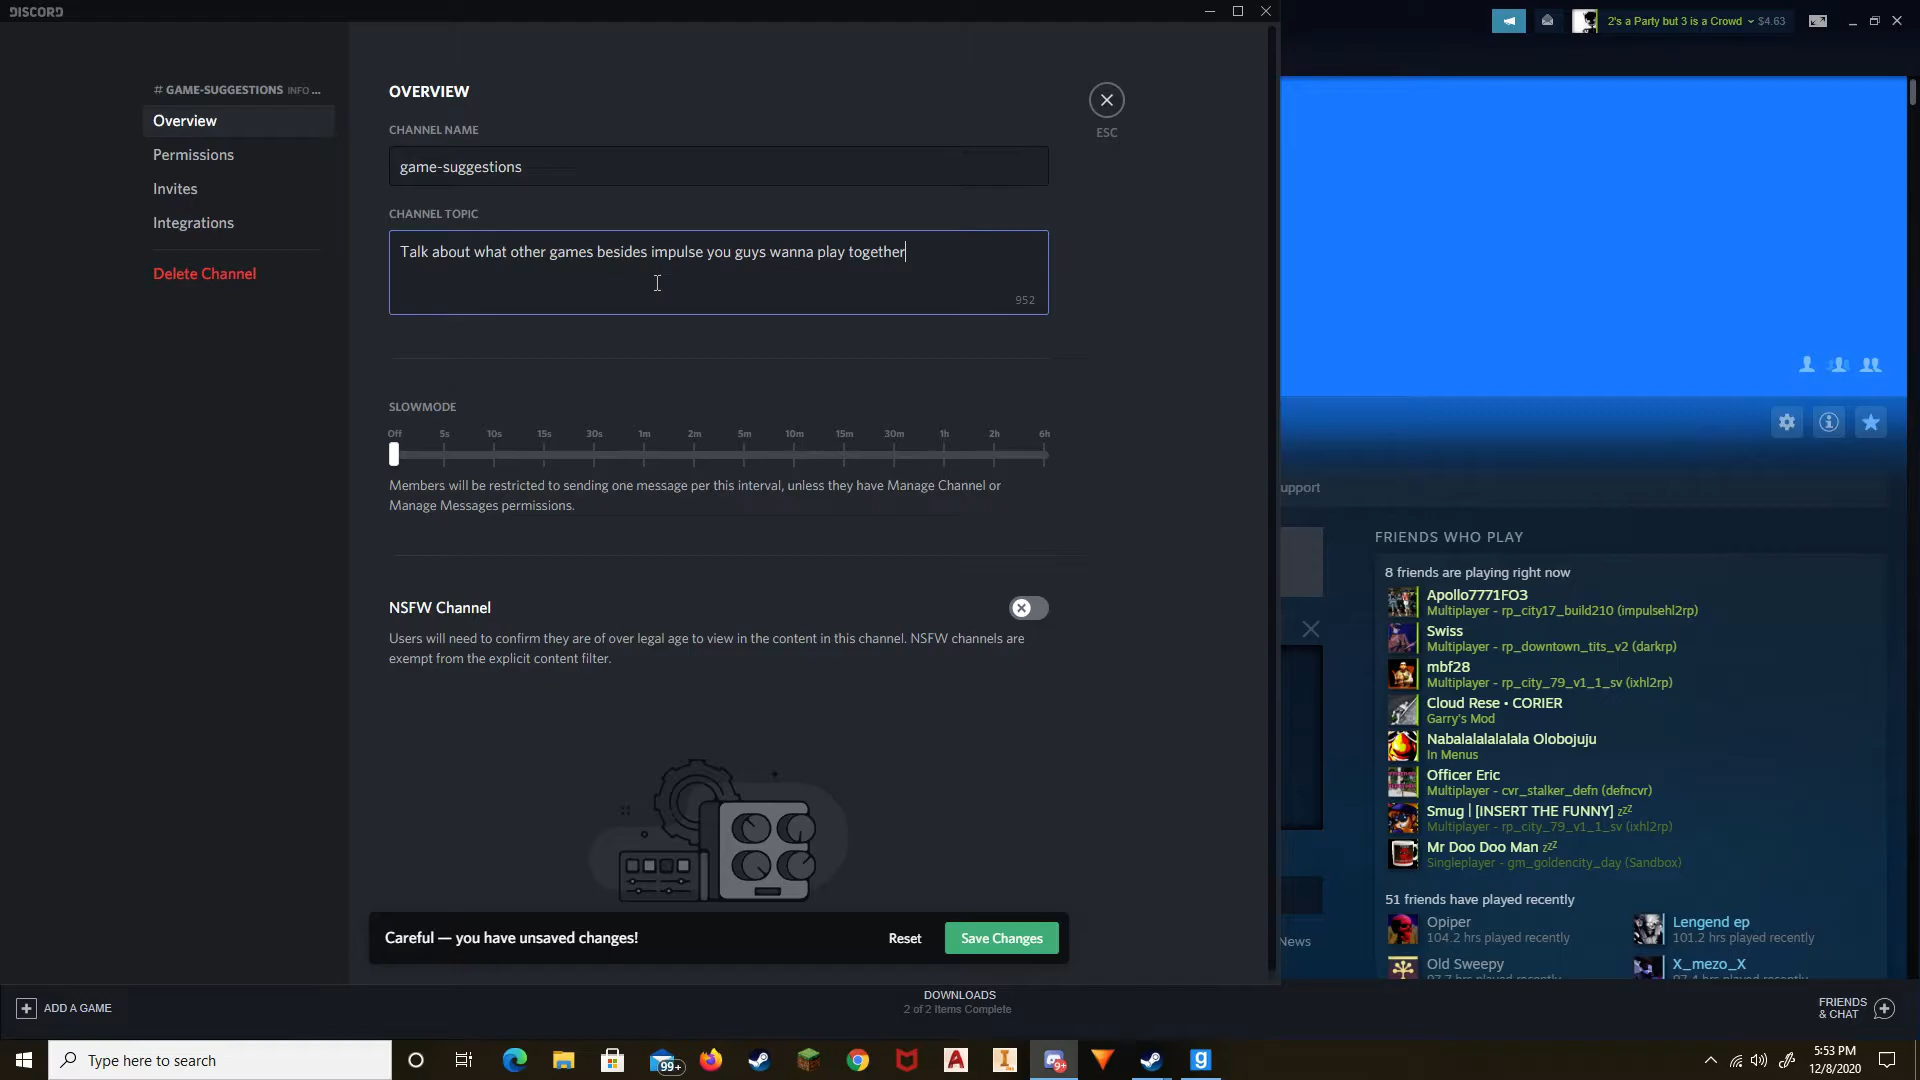 DISCORD
2's a Party but 3 is a Crowd
$4.63
# GAME-SUGGESTIONS INFO ...
Overview
Permissions
Invites
Integrations
Delete Channel
OVERVIEW
ESC
CHANNEL NAME
game-suggestions
CHANNEL TOPIC
Talk about what other games besides impulse you guys wanna play together
952
SLOWMODE
Off 5s 10s 15s 30s 1m 2m 5m 10m 15m 30m 1h 2h 6h
Members will be restricted to sending one message per this interval, unless they have Manage Channel or
Manage Messages permissions.
NSFW Channel
Users will need to confirm they are of over legal age to view in the content in this channel. NSFW channels are
exempt from the explicit content filter.
Careful — you have unsaved changes!
Reset
Save Changes
upport
FRIENDS WHO PLAY
8 friends are playing right now
Apollo7771FO3
Multiplayer - rp_city17_build210 (impulsehl2rp)
Swiss
Multiplayer - rp_downtown_tits_v2 (darkrp)
mbf28
Multiplayer - rp_city_79_v1_1_sv (ixhl2rp)
Cloud Rese • CORIER
Garry's Mod
Nabalalalalalala Olobojuju
In Menus
Officer Eric
Multiplayer - cvr_stalker_defn (defncvr)
Smug | [INSERT THE FUNNY] zzz
Multiplayer - rp_city_79_v1_1_sv (ixhl2rp)
Mr Doo Doo Man zzz
Singleplayer - gm_goldencity_day (Sandbox)
51 friends have played recently
Opiper
104.2 hrs played recently
Lengend ep
101.2 hrs played recently
Old Sweepy
X_mezo_X
News
ADD A GAME
DOWNLOADS
2 of 2 Items Complete
FRIENDS
& CHAT
Type here to search
99+
9+
5:53 PM
12/8/2020